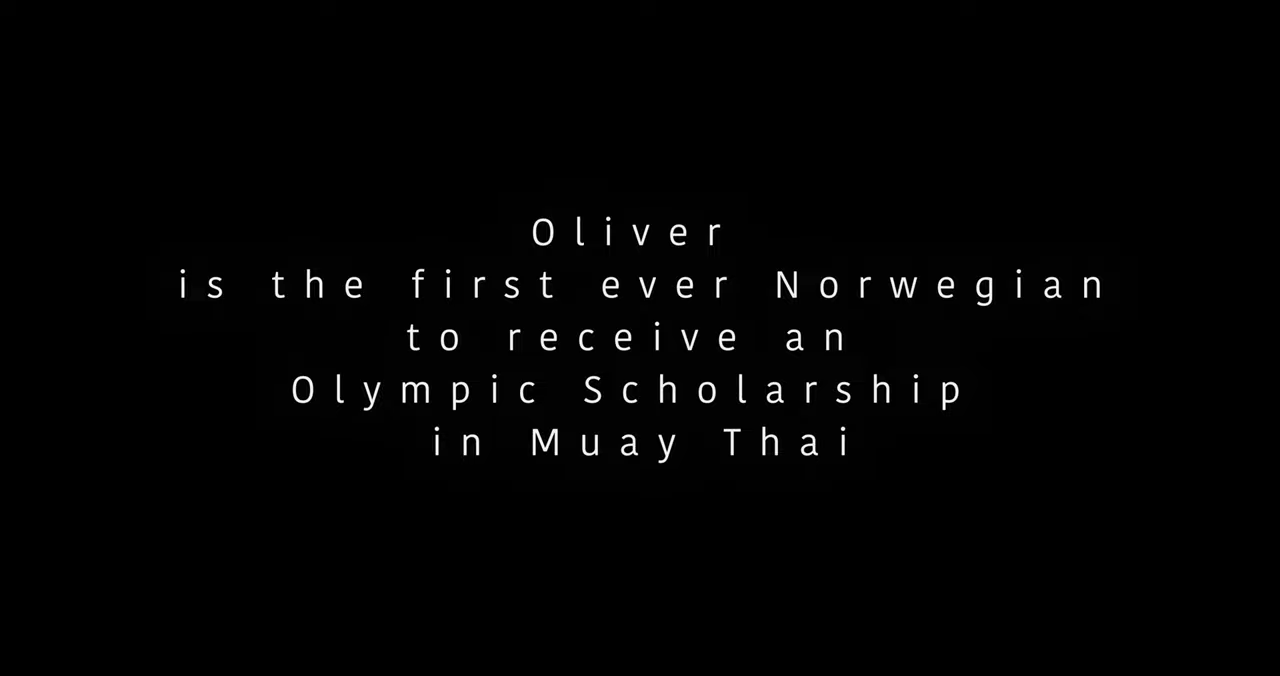 Oliver
is the first ever Norwegian
to receive an
Olympic Scholarship
in Muay Thai